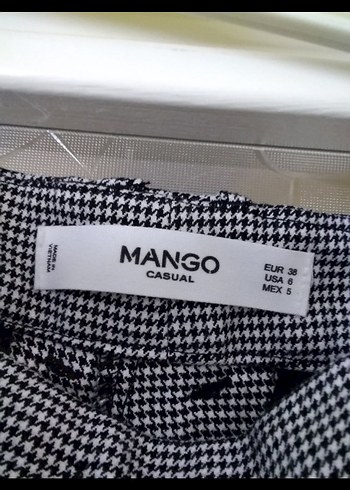 MADE IN
VIETNAM
MANGO
CASUAL
EUR 38
USA 6
MEX 5